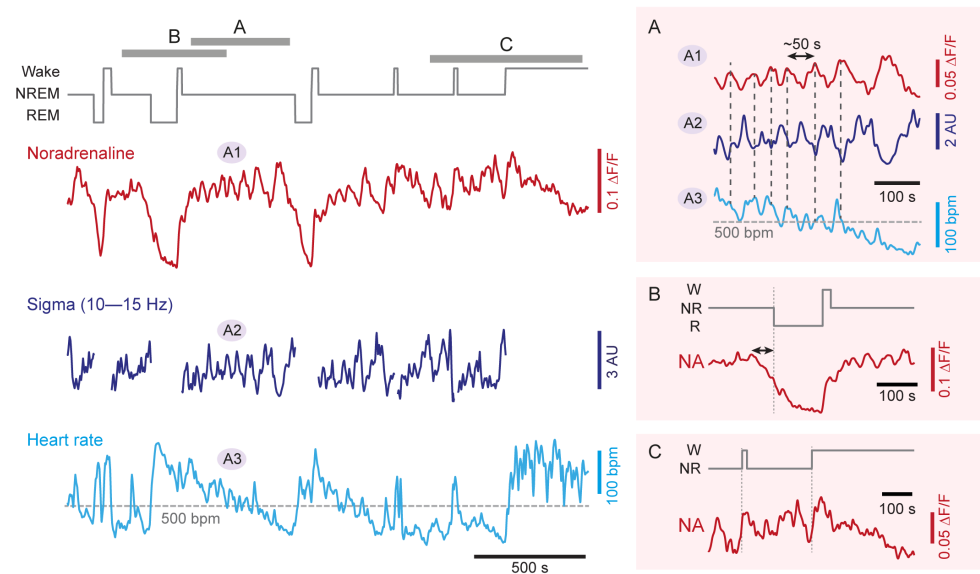 A
B
C
Wake
NREM
REM
Noradrenaline
A1
0.1 ΔF/F
Sigma (10—15 Hz)
A2
3 AU
Heart rate
A3
100 bpm
500 bpm
500 s
A
~50 s
A1
0.05 ΔF/F
A2
2 AU
A3
100 s
500 bpm
100 bpm
B
W
NR
R
NA
100 s
0.1 ΔF/F
C
W
NR
100 s
NA
0.05 ΔF/F